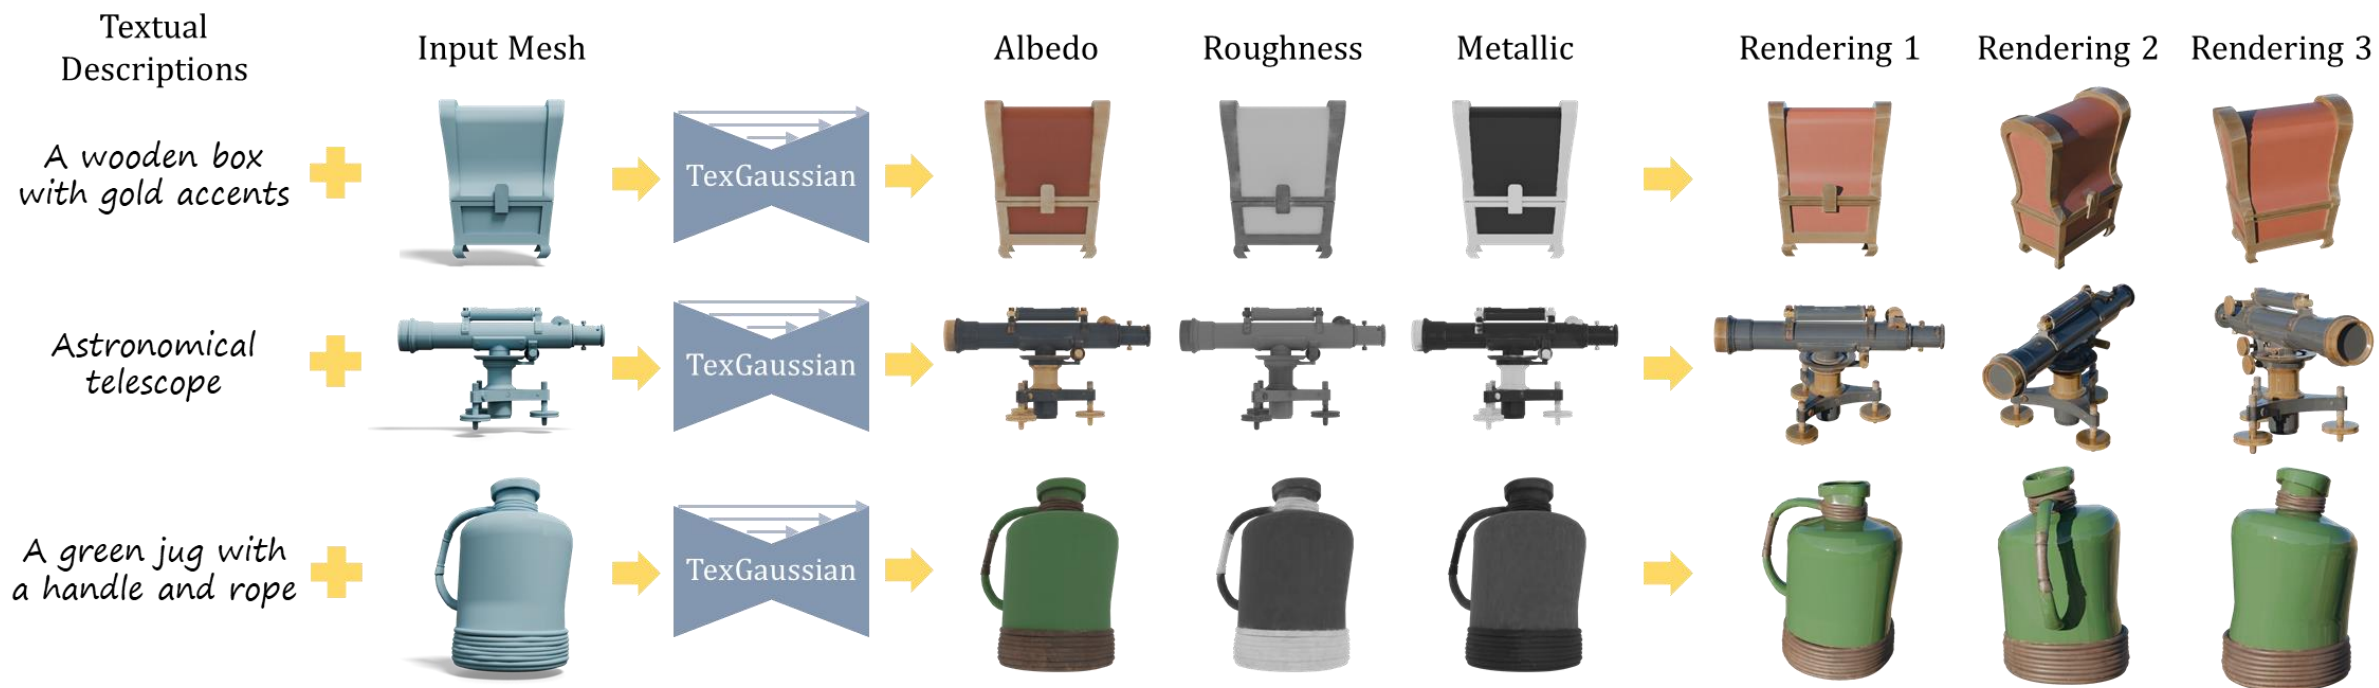 Textual
Descriptions
Input Mesh
Albedo
Roughness
Metallic
Rendering 1
Rendering 2
Rendering 3
A wooden box
with gold accents
TexGaussian
Astronomical
telescope
TexGaussian
A green jug with
a handle and rope
TexGaussian